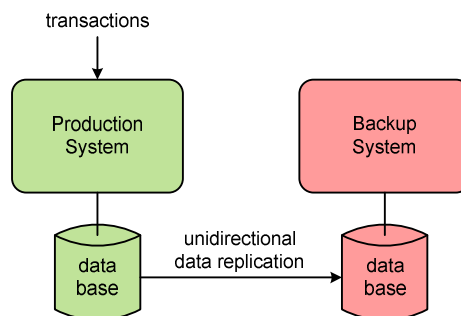 transactions
Production
System
Backup
System
unidirectional
data replication
data
base
data
base